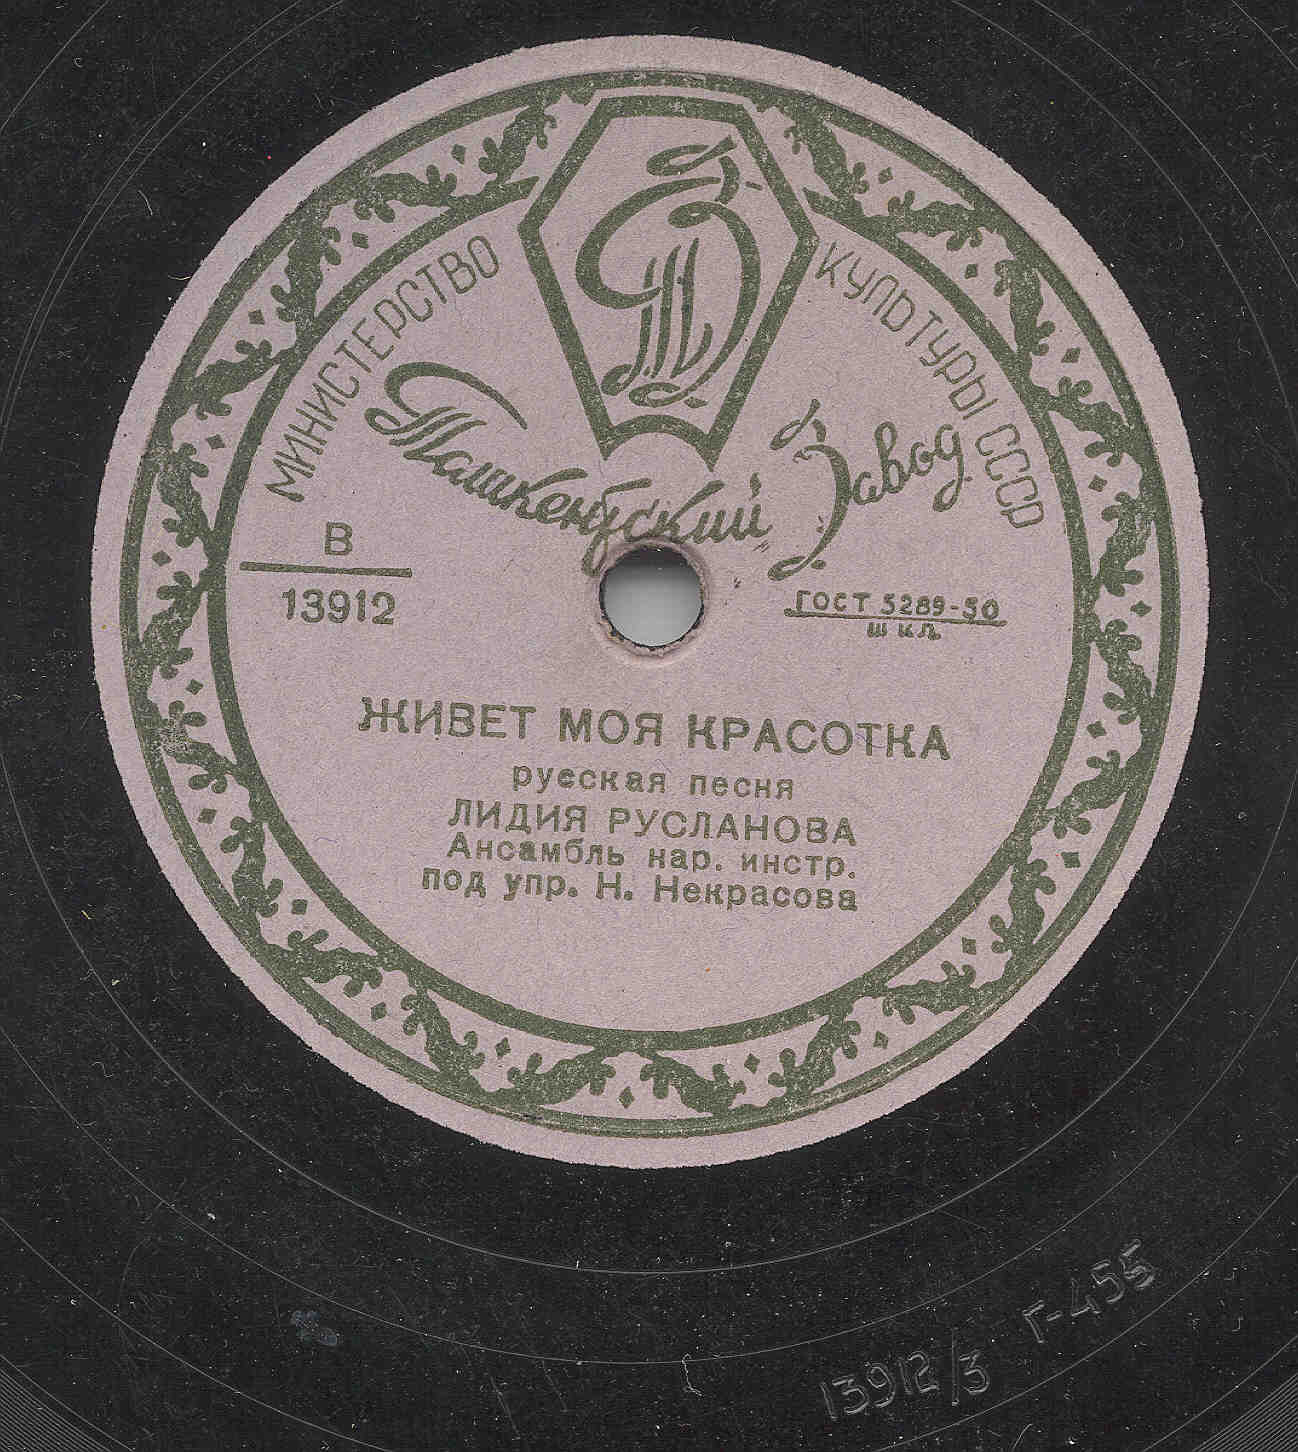 МИНИСТЕРСТВО КУЛЬТУРЫ СССР
Ташкентский Завод
В
13912
ГОСТ 5289-50
ЖИВЕТ МОЯ КРАСОТКА
русская песня
ЛИДИЯ РУСЛАНОВА
Ансамбль нар. инстр.
под упр. Н. Некрасова
13912/3 Г-455